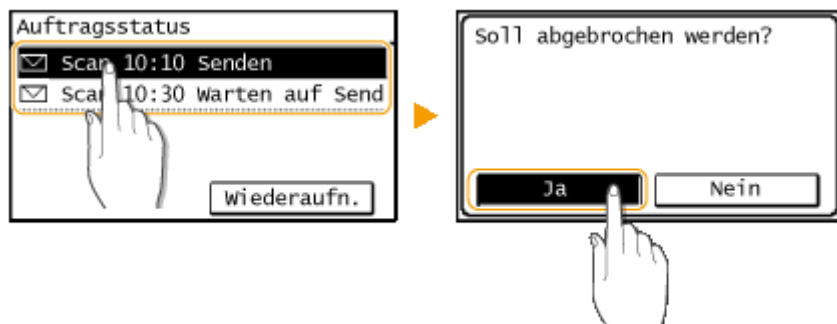 Auftragsstatus
Scan 10:10 Senden
Scan 10:30 Warten auf Send
Wiederaufn.
Soll abgebrochen werden?
Ja
Nein